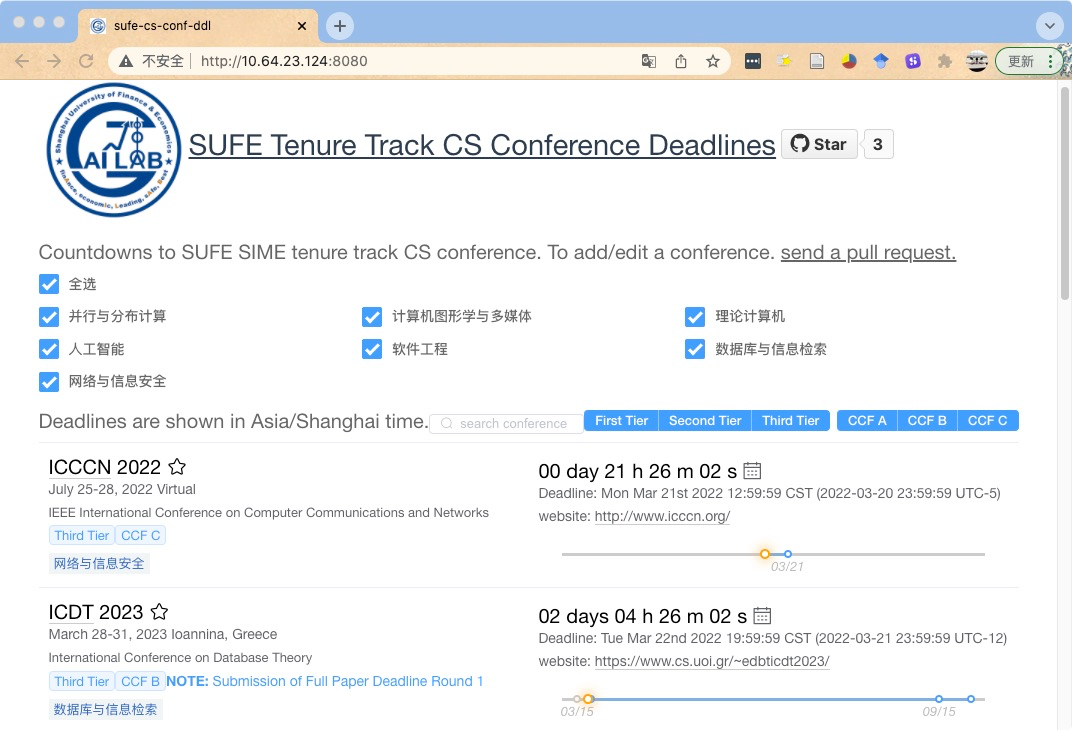 sufe-cs-conf-ddl
不安全 http://10.64.23.124:8080
更新
Shanghai University of Finance & Economics
AI LAB
finAnce, economIc, Leading, sAfe, Best
SUFE Tenure Track CS Conference Deadlines
Star 3
Countdowns to SUFE SIME tenure track CS conference. To add/edit a conference. send a pull request.
全选
并行与分布计算 计算机图形学与多媒体 理论计算机
人工智能 软件工程 数据库与信息检索
网络与信息安全
Deadlines are shown in Asia/Shanghai time. search conference First Tier Second Tier Third Tier CCF A CCF B CCF C
ICCCN 2022
July 25-28, 2022 Virtual
IEEE International Conference on Computer Communications and Networks
Third Tier CCF C
网络与信息安全
00 day 21 h 26 m 02 s
Deadline: Mon Mar 21st 2022 12:59:59 CST (2022-03-20 23:59:59 UTC-5)
website: http://www.icccn.org/
03/21
ICDT 2023
March 28-31, 2023 Ioannina, Greece
International Conference on Database Theory
Third Tier CCF B NOTE: Submission of Full Paper Deadline Round 1
数据库与信息检索
02 days 04 h 26 m 02 s
Deadline: Tue Mar 22nd 2022 19:59:59 CST (2022-03-21 23:59:59 UTC-12)
website: https://www.cs.uoi.gr/~edbticdt2023/
03/15 09/15